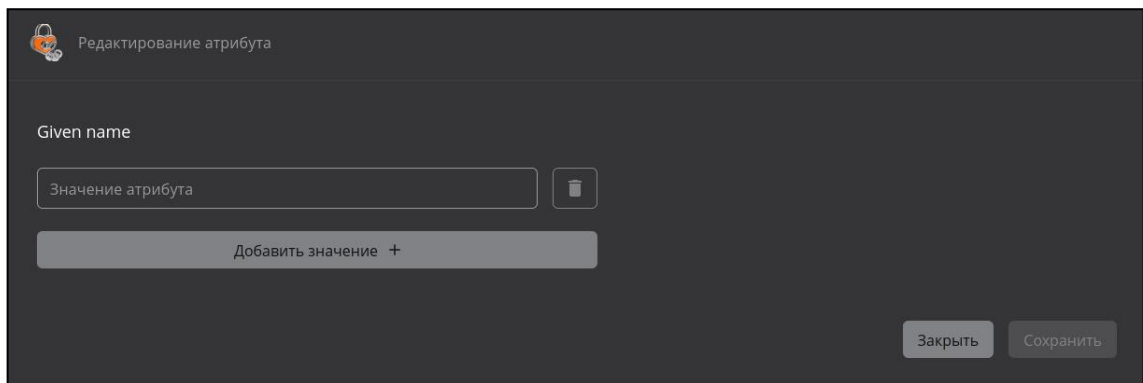 Редактирование атрибута
Given name
Значение атрибута
Добавить значение +
Закрыть Сохранить